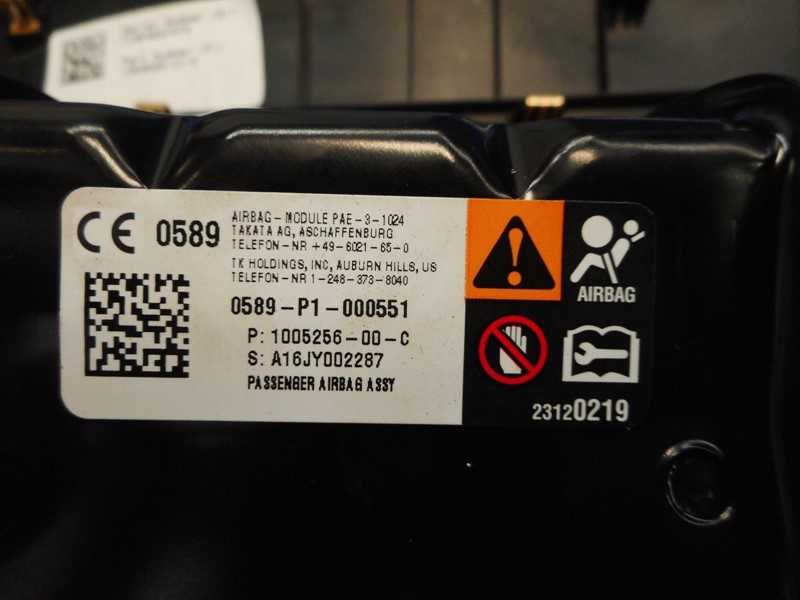 CE 0589
AIRBAG-MODULE PAE-3-1024
TAKATA AG, ASCHAFFENBURG
TELEFON-NR +49-6021-65-0
TK HOLDINGS, INC, AUBURN HILLS, US
TELEFON-NR 1-248-373-8040
0589-P1-000551
P: 1005256-00-C
S: A16JY002287
PASSENGER AIRBAG ASSY
AIRBAG
23120219